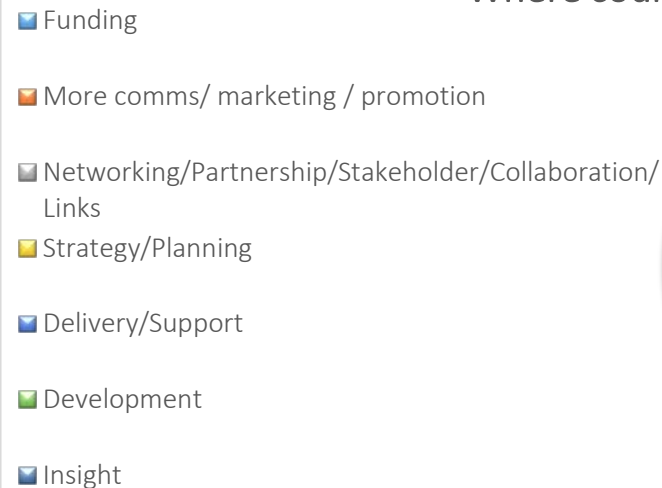 Funding
More comms/ marketing / promotion
Networking/Partnership/Stakeholder/Collaboration/
Links
Strategy/Planning
Delivery/Support
Development
Insight